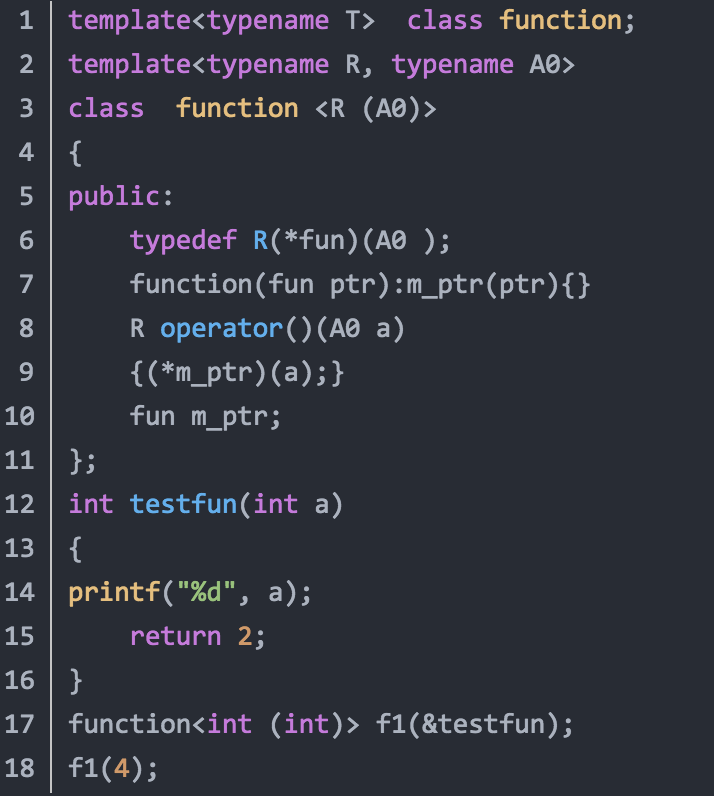 1 template<typename T>  class function;
2 template<typename R, typename A0>
3 class  function <R (A0)>
4 {
5 public:
6     typedef R(*fun)(A0 );
7     function(fun ptr):m_ptr(ptr){}
8     R operator()(A0 a)
9     {(*m_ptr)(a);}
10     fun m_ptr;
11 };
12 int testfun(int a)
13 {
14 printf("%d", a);
15     return 2;
16 }
17 function<int (int)> f1(&testfun);
18 f1(4);